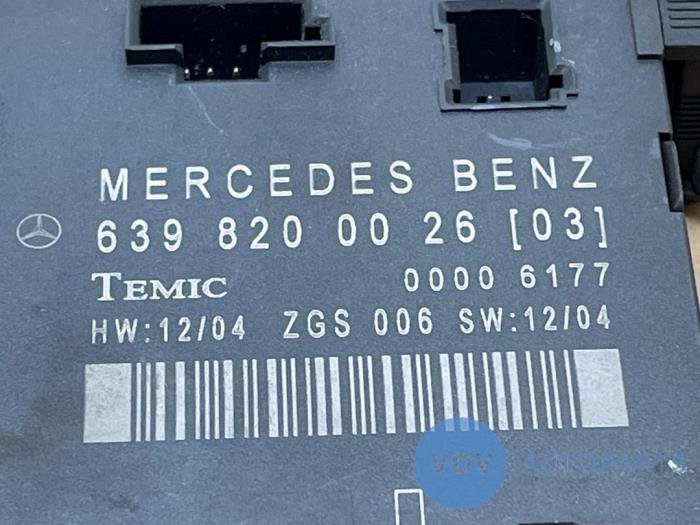 MERCEDES BENZ
639 820 00 26 [03]
TEMIC 0000 6177
HW:12/04 ZGS 006 SW:12/04
VDV AUTOPARTS